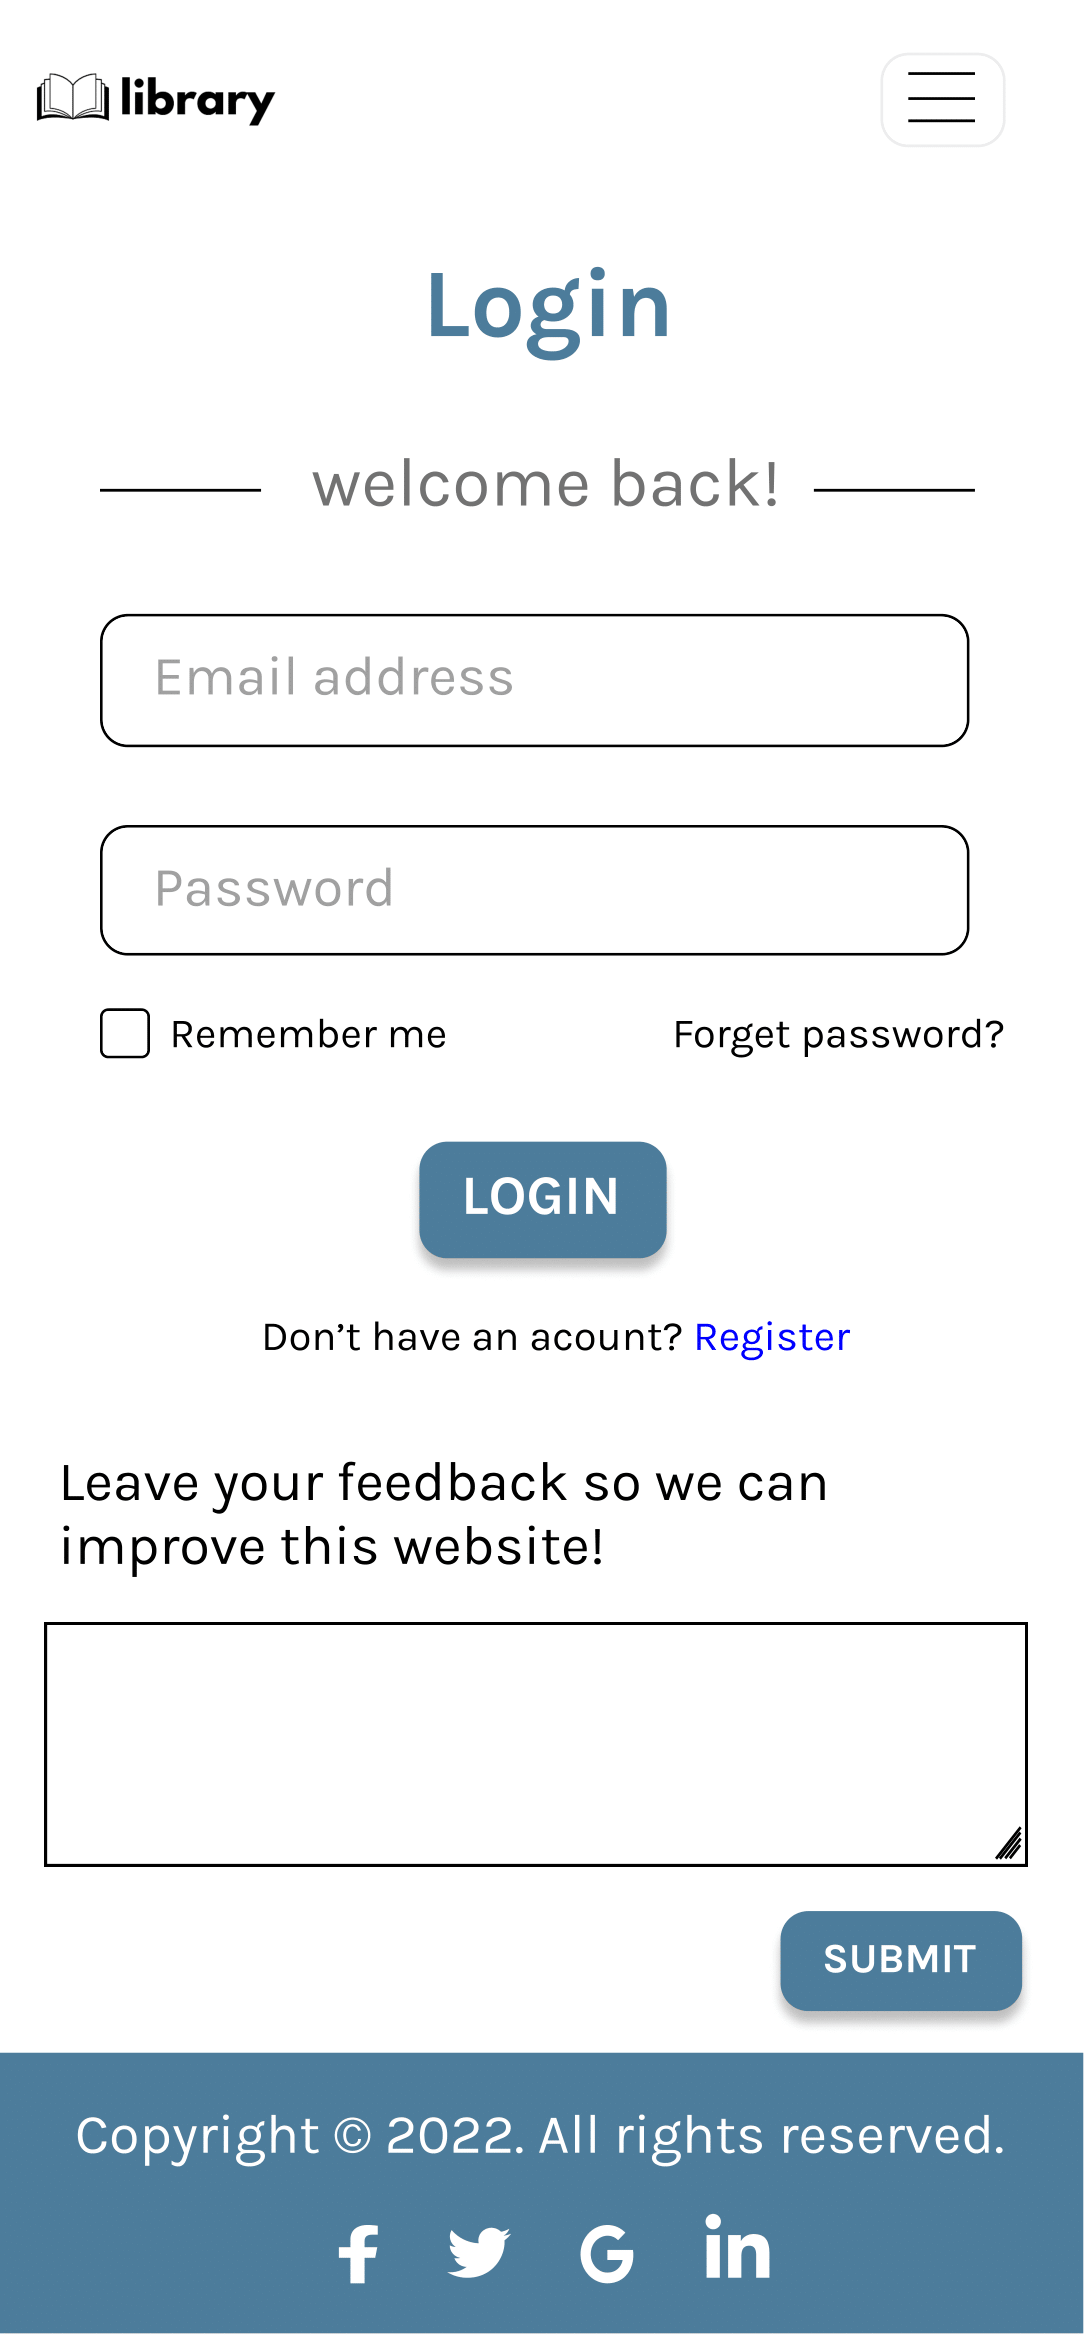 library
Login
welcome back!
Email address
Password
Remember me
Forget password?
LOGIN
Don’t have an acount? Register
Leave your feedback so we can
improve this website!
SUBMIT
Copyright © 2022. All rights reserved.